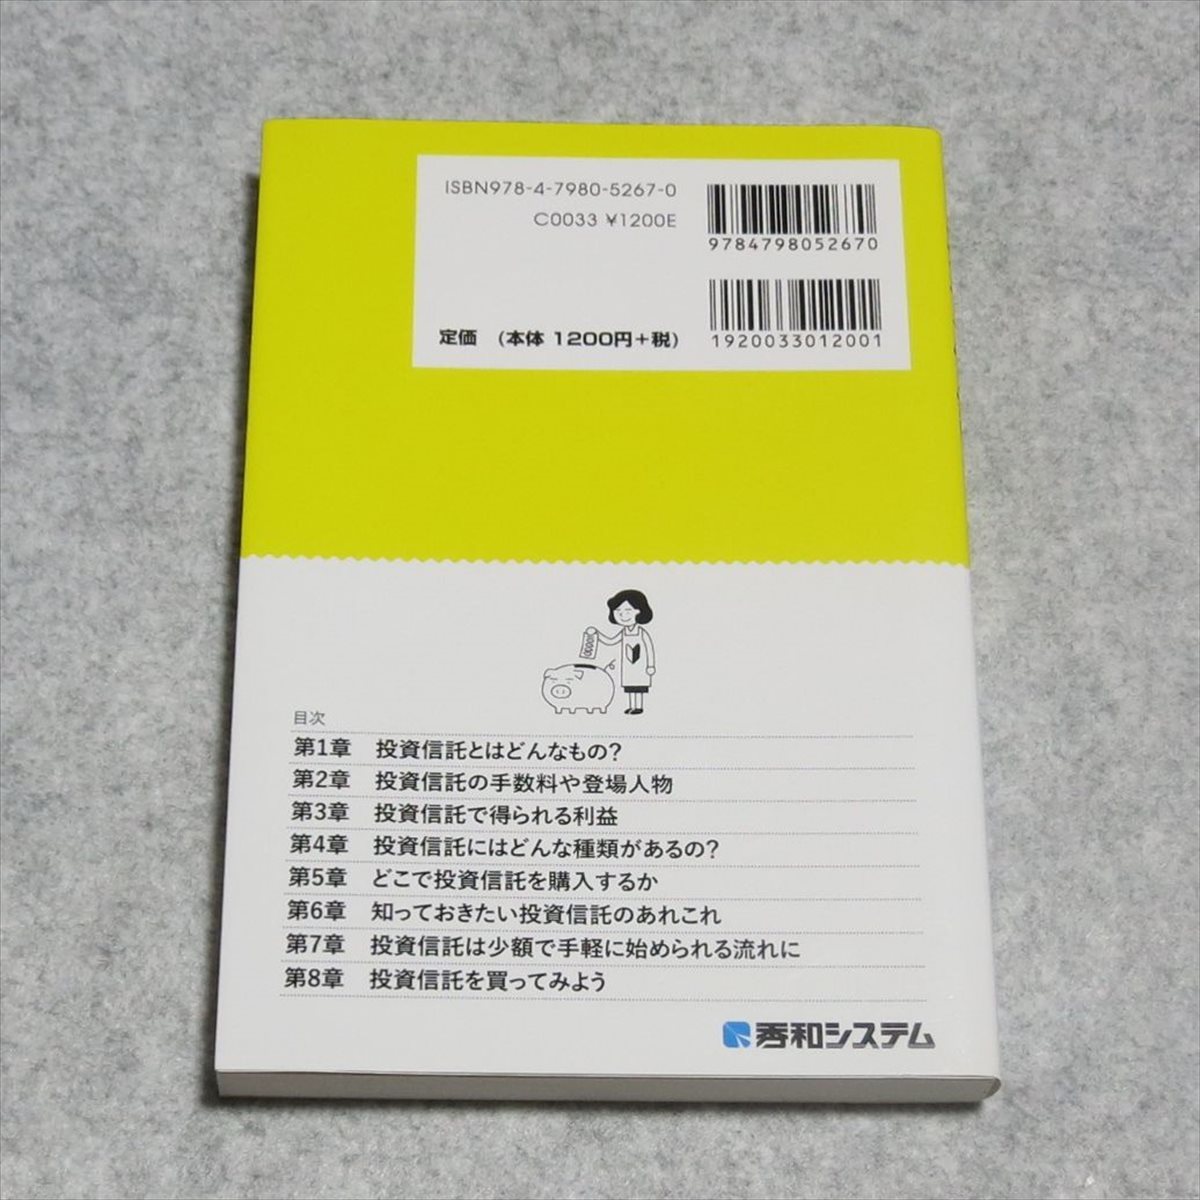 ISBN978-4-7980-5267-0
C0033 ¥1200E
9784798052670
定価 (本体 1200円+税)
1920033012001
目次
第1章 投資信託とはどんなもの?
第2章 投資信託の手数料や登場人物
第3章 投資信託で得られる利益
第4章 投資信託にはどんな種類があるの?
第5章 どこで投資信託を購入するか
第6章 知っておきたい投資信託のあれこれ
第7章 投資信託は少額で手軽に始められる流れに
第8章 投資信託を買ってみよう
秀和システム